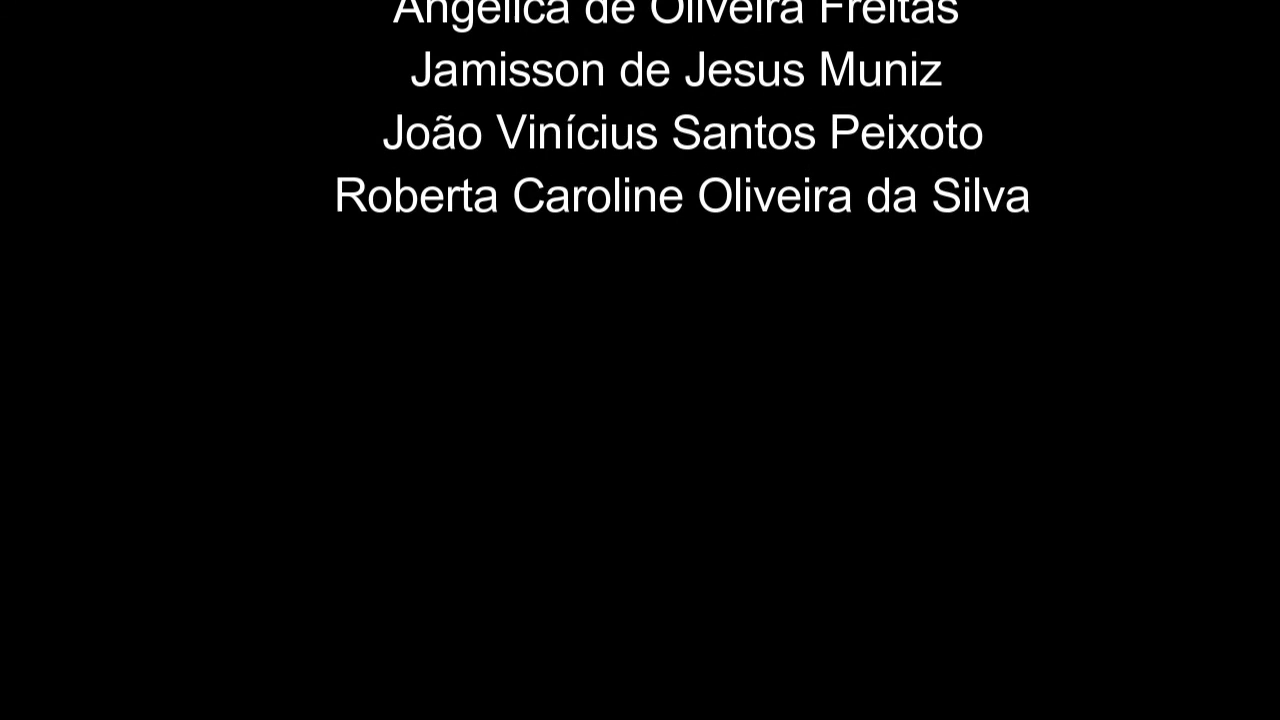 Angélica de Oliveira Freitas
Jamisson de Jesus Muniz
João Vinícius Santos Peixoto
Roberta Caroline Oliveira da Silva